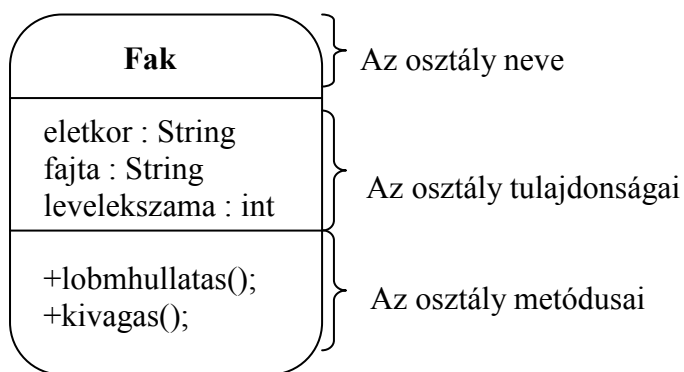 Fak
Az osztály neve
eletkor : String
fajta : String
levelekszama : int
Az osztály tulajdonságai
+lobmhullatas();
+kivagas();
Az osztály metódusai